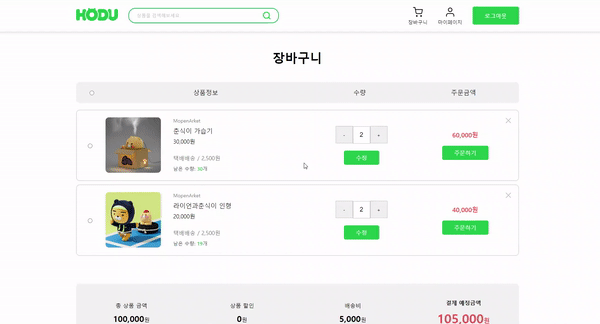 HODU
상품을 검색해보세요!
장바구니
마이페이지
로그아웃
장바구니
상품정보
수량
주문금액
MopenArket
춘식이 가습기
30,000원
택배배송 / 2,500원
남은 수량: 30개
-
2
+
수정
60,000원
주문하기
MopenArket
라이언과춘식이 인형
20,000원
택배배송 / 2,500원
남은 수량: 19개
-
2
+
수정
40,000원
주문하기
총 상품 금액
상품 할인
배송비
결제 예정금액
100,000원
0원
5,000원
105,000원